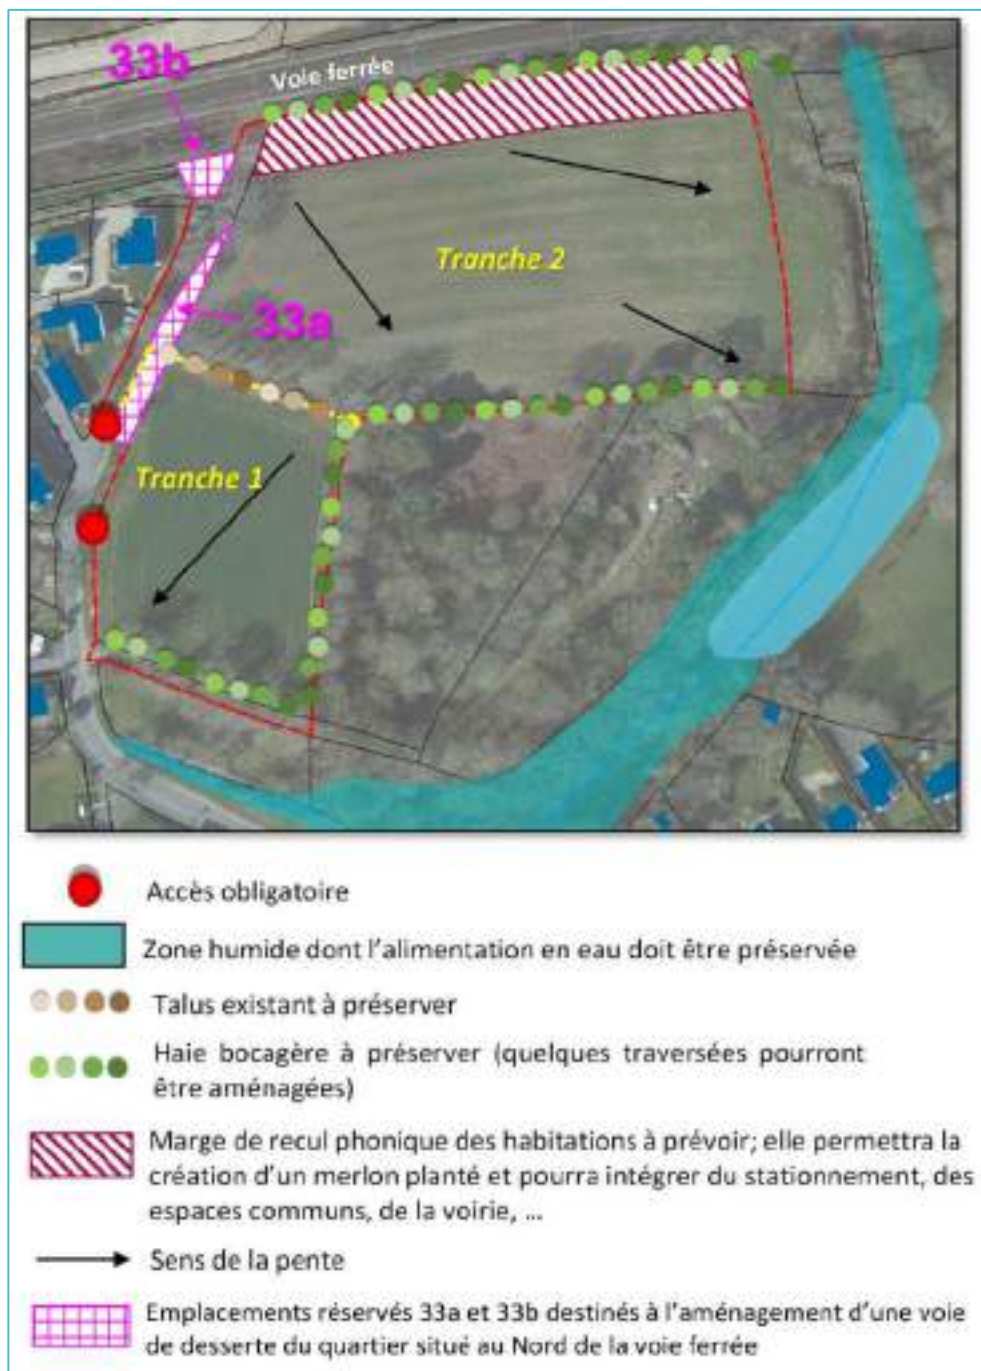 33b
Voie ferrée
Tranche 2
33a
Tranche 1
Accès obligatoire
Zone humide dont l'alimentation en eau doit être préservée
Talus existant à préserver
Haie bocagère à préserver (quelques traversées pourront
être aménagées)
Marge de recul phonique des habitations à prévoir; elle permettra la
création d'un merlon planté et pourra intégrer du stationnement, des
espaces communs, de la voirie, ...
Sens de la pente
Emplacements réservés 33a et 33b destinés à l'aménagement d'une voie
de desserte du quartier situé au Nord de la voie ferrée